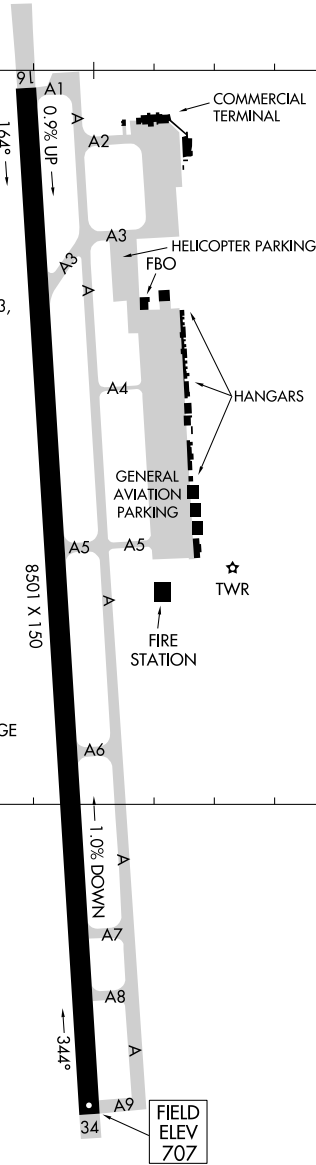 16
A1
COMMERCIAL
TERMINAL
164°
0.9% UP
A
A2
A3
HELICOPTER PARKING
FBO
A3
A
3,
A4
HANGARS
GENERAL
AVIATION
PARKING
A5
A5
8501 X 150
A
TWR
FIRE
STATION
GE
A6
1.0% DOWN
A
A7
A8
344°
A
A9
34
FIELD
ELEV
707